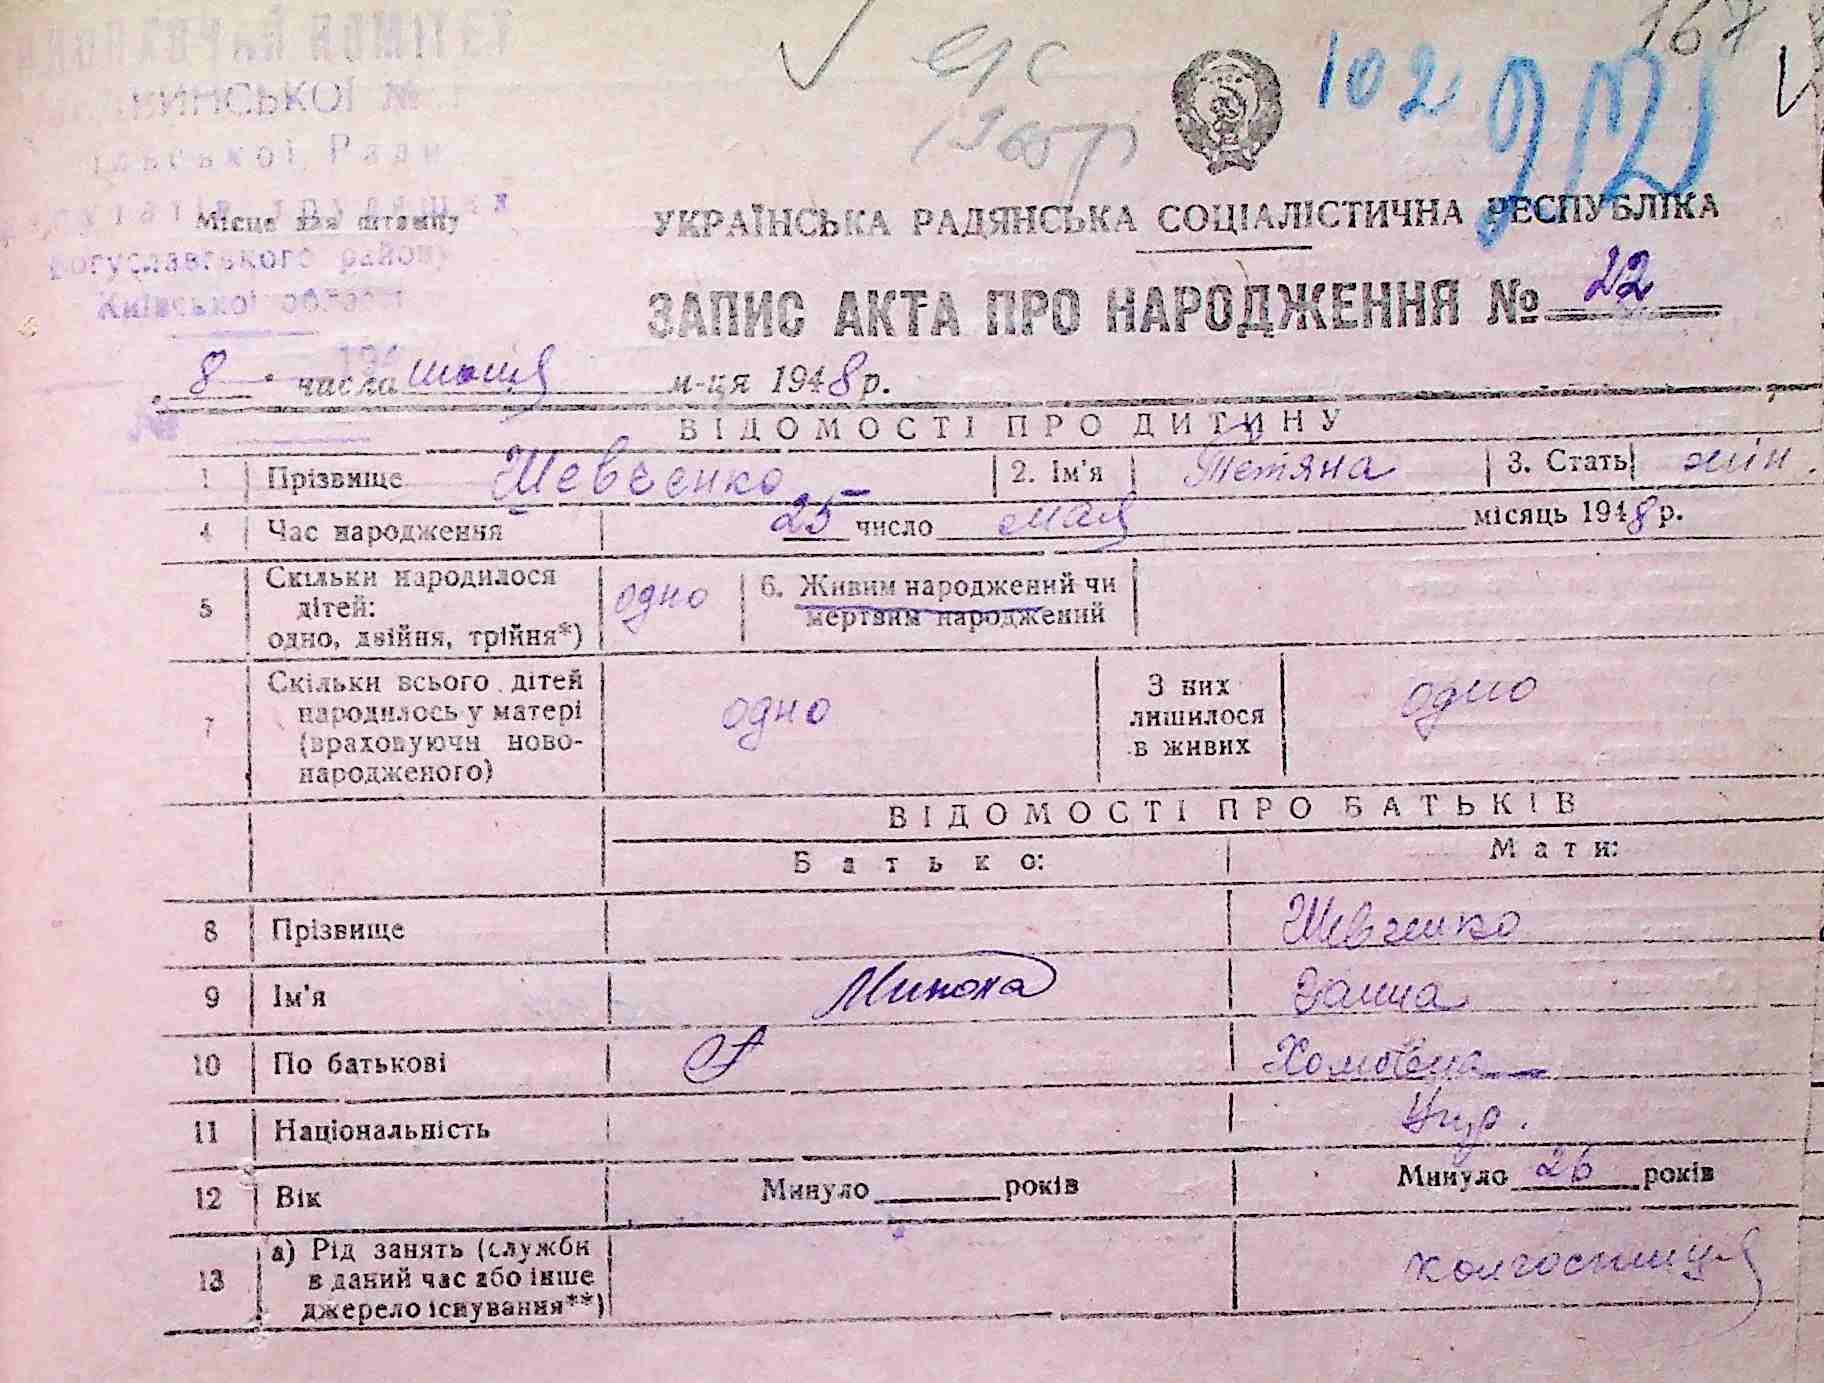 167
102
УКРАЇНСЬКА РАДЯНСЬКА СОЦІАЛІСТИЧНА РЕСПУБЛІКА
Місце для штампу
Богуславського району
Київської області
ЗАПИС АКТА ПРО НАРОДЖЕННЯ № 22
8 числа июня м-ця 1948 р.
ВІДОМОСТІ ПРО ДИТИНУ
1 Прізвище Шевченко 2. Ім'я Тетяна 3. Стать жін.
4 Час народження 25 число мая місяць 1948 р.
5 Скільки народилося дітей: одно, двійня, трійня*) одно 6. Живим народжений чи мертвим народжений
7 Скільки всього дітей народилось у матері (враховуючи новонародженого) одно З них лишилося в живих одно
ВІДОМОСТІ ПРО БАТЬКІВ
Батько: Мати:
8 Прізвище Шевченко
9 Ім'я Микола Ганна
10 По батькові Хомівна
11 Національність Укр.
12 Вік Минуло років Минуло 26 років
13 а) Рід занять (служби в даний час або інше джерело існування**) колгоспниця